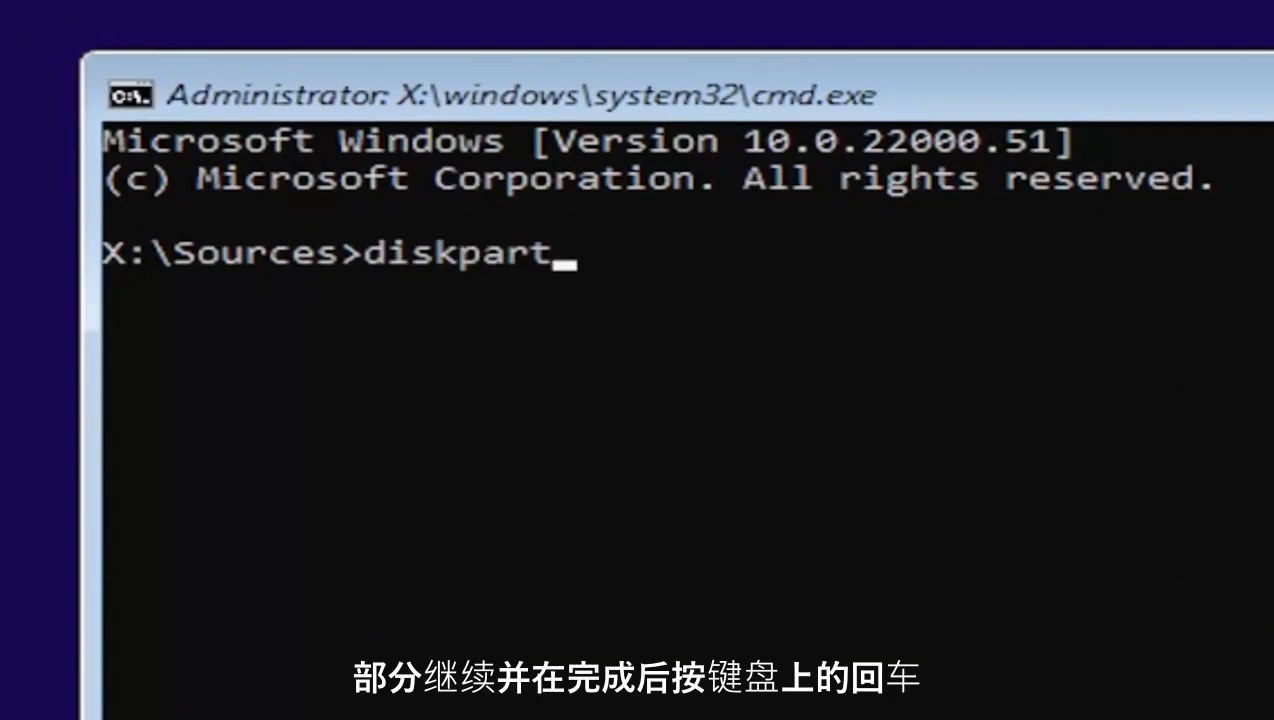 Administrator: X:\windows\system32\cmd.exe
Microsoft Windows [Version 10.0.22000.51]
(c) Microsoft Corporation. All rights reserved.
X:\Sources>diskpart
部分继续并在完成后按键盘上的回车